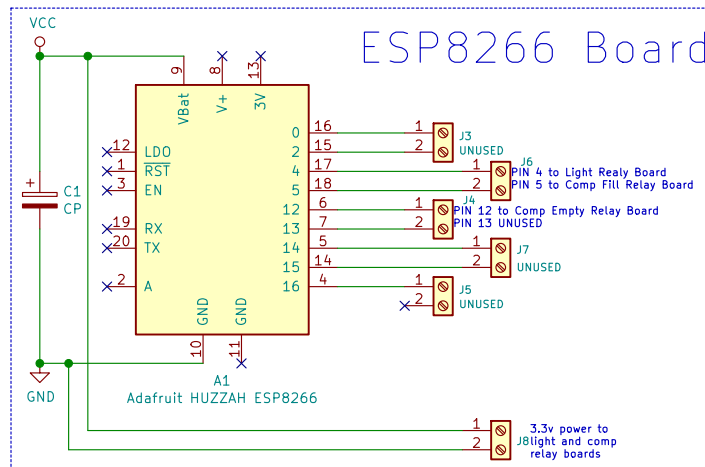 ESP8266 Board
VCC
9
8
13
VBat
V+
3V
12
LDO
1
RST
3
EN
19
RX
20
TX
2
A
0
16
2
15
4
17
5
18
12
6
13
7
14
5
15
14
16
4
GND
GND
10
11
A1
Adafruit HUZZAH ESP8266
+
C1
CP
GND
1
2
J3
UNUSED
1
2
J6
PIN 4 to Light Realy Board
PIN 5 to Comp Fill Relay Board
1
2
J4
PIN 12 to Comp Empty Relay Board
PIN 13 UNUSED
1
2
J7
UNUSED
1
2
J5
UNUSED
1
2
J8
3.3v power to
light and comp
relay boards